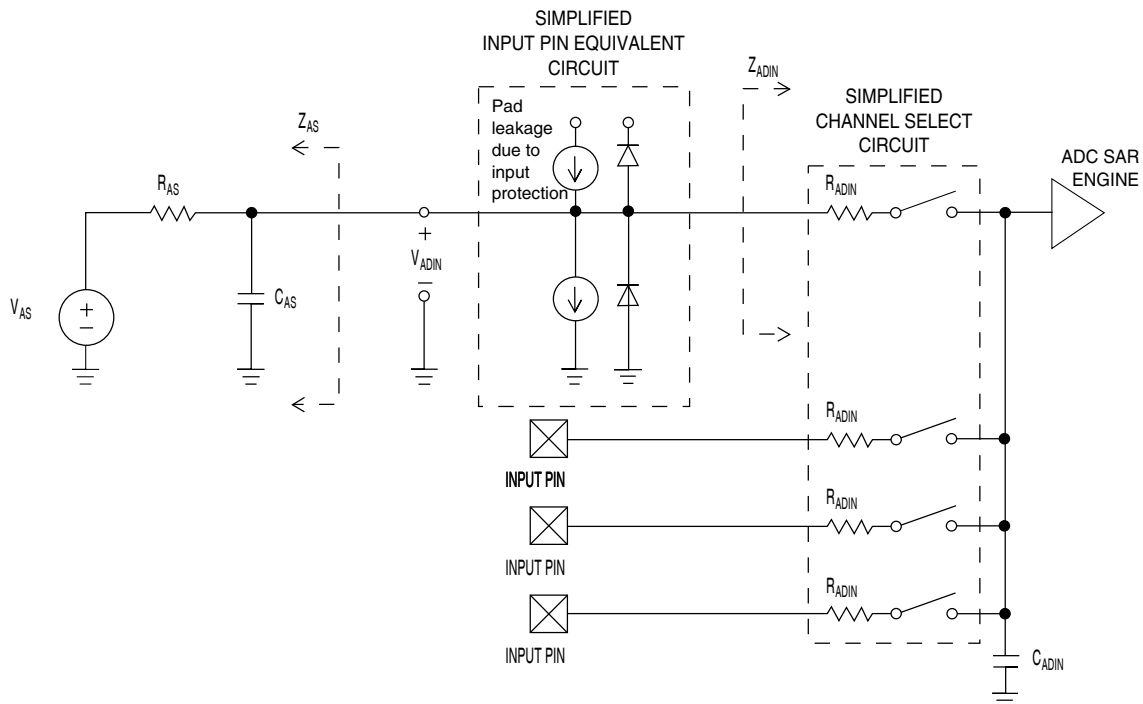 SIMPLIFIED
INPUT PIN EQUIVALENT
CIRCUIT
Pad
leakage
due to
input
protection
Z_ADIN
SIMPLIFIED
CHANNEL SELECT
CIRCUIT
ADC SAR
ENGINE
Z_AS
R_AS
R_ADIN
+
V_ADIN
−
C_AS
V_AS
+
−
R_ADIN
INPUT PIN
R_ADIN
INPUT PIN
R_ADIN
INPUT PIN
C_ADIN